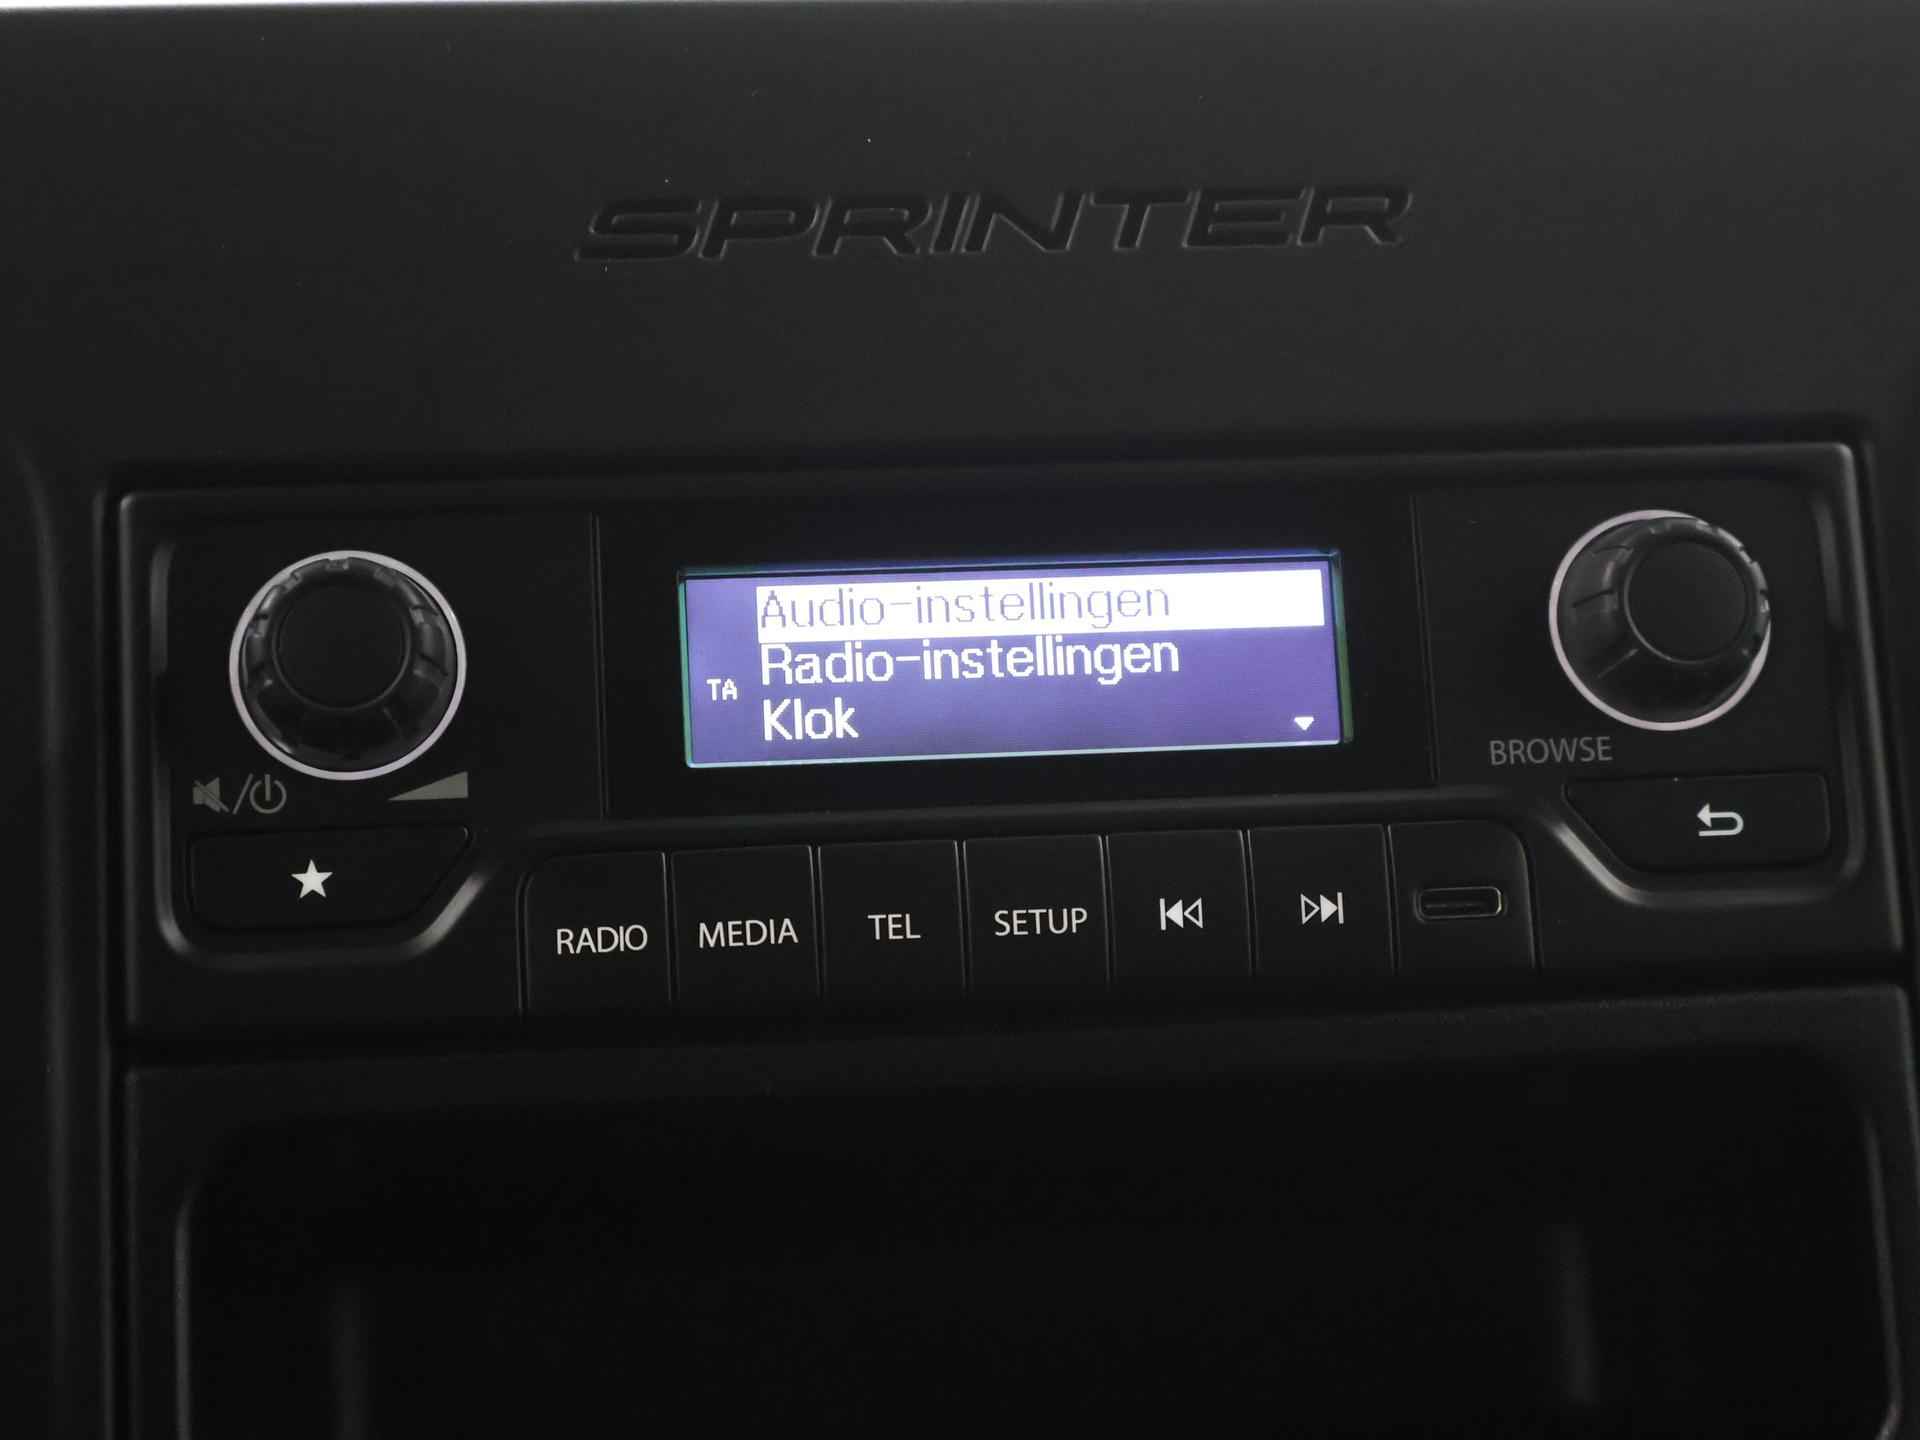 SPRINTER
Audio-instellingen
Radio-instellingen
TA
Klok
BROWSE
RADIO
MEDIA
TEL
SETUP